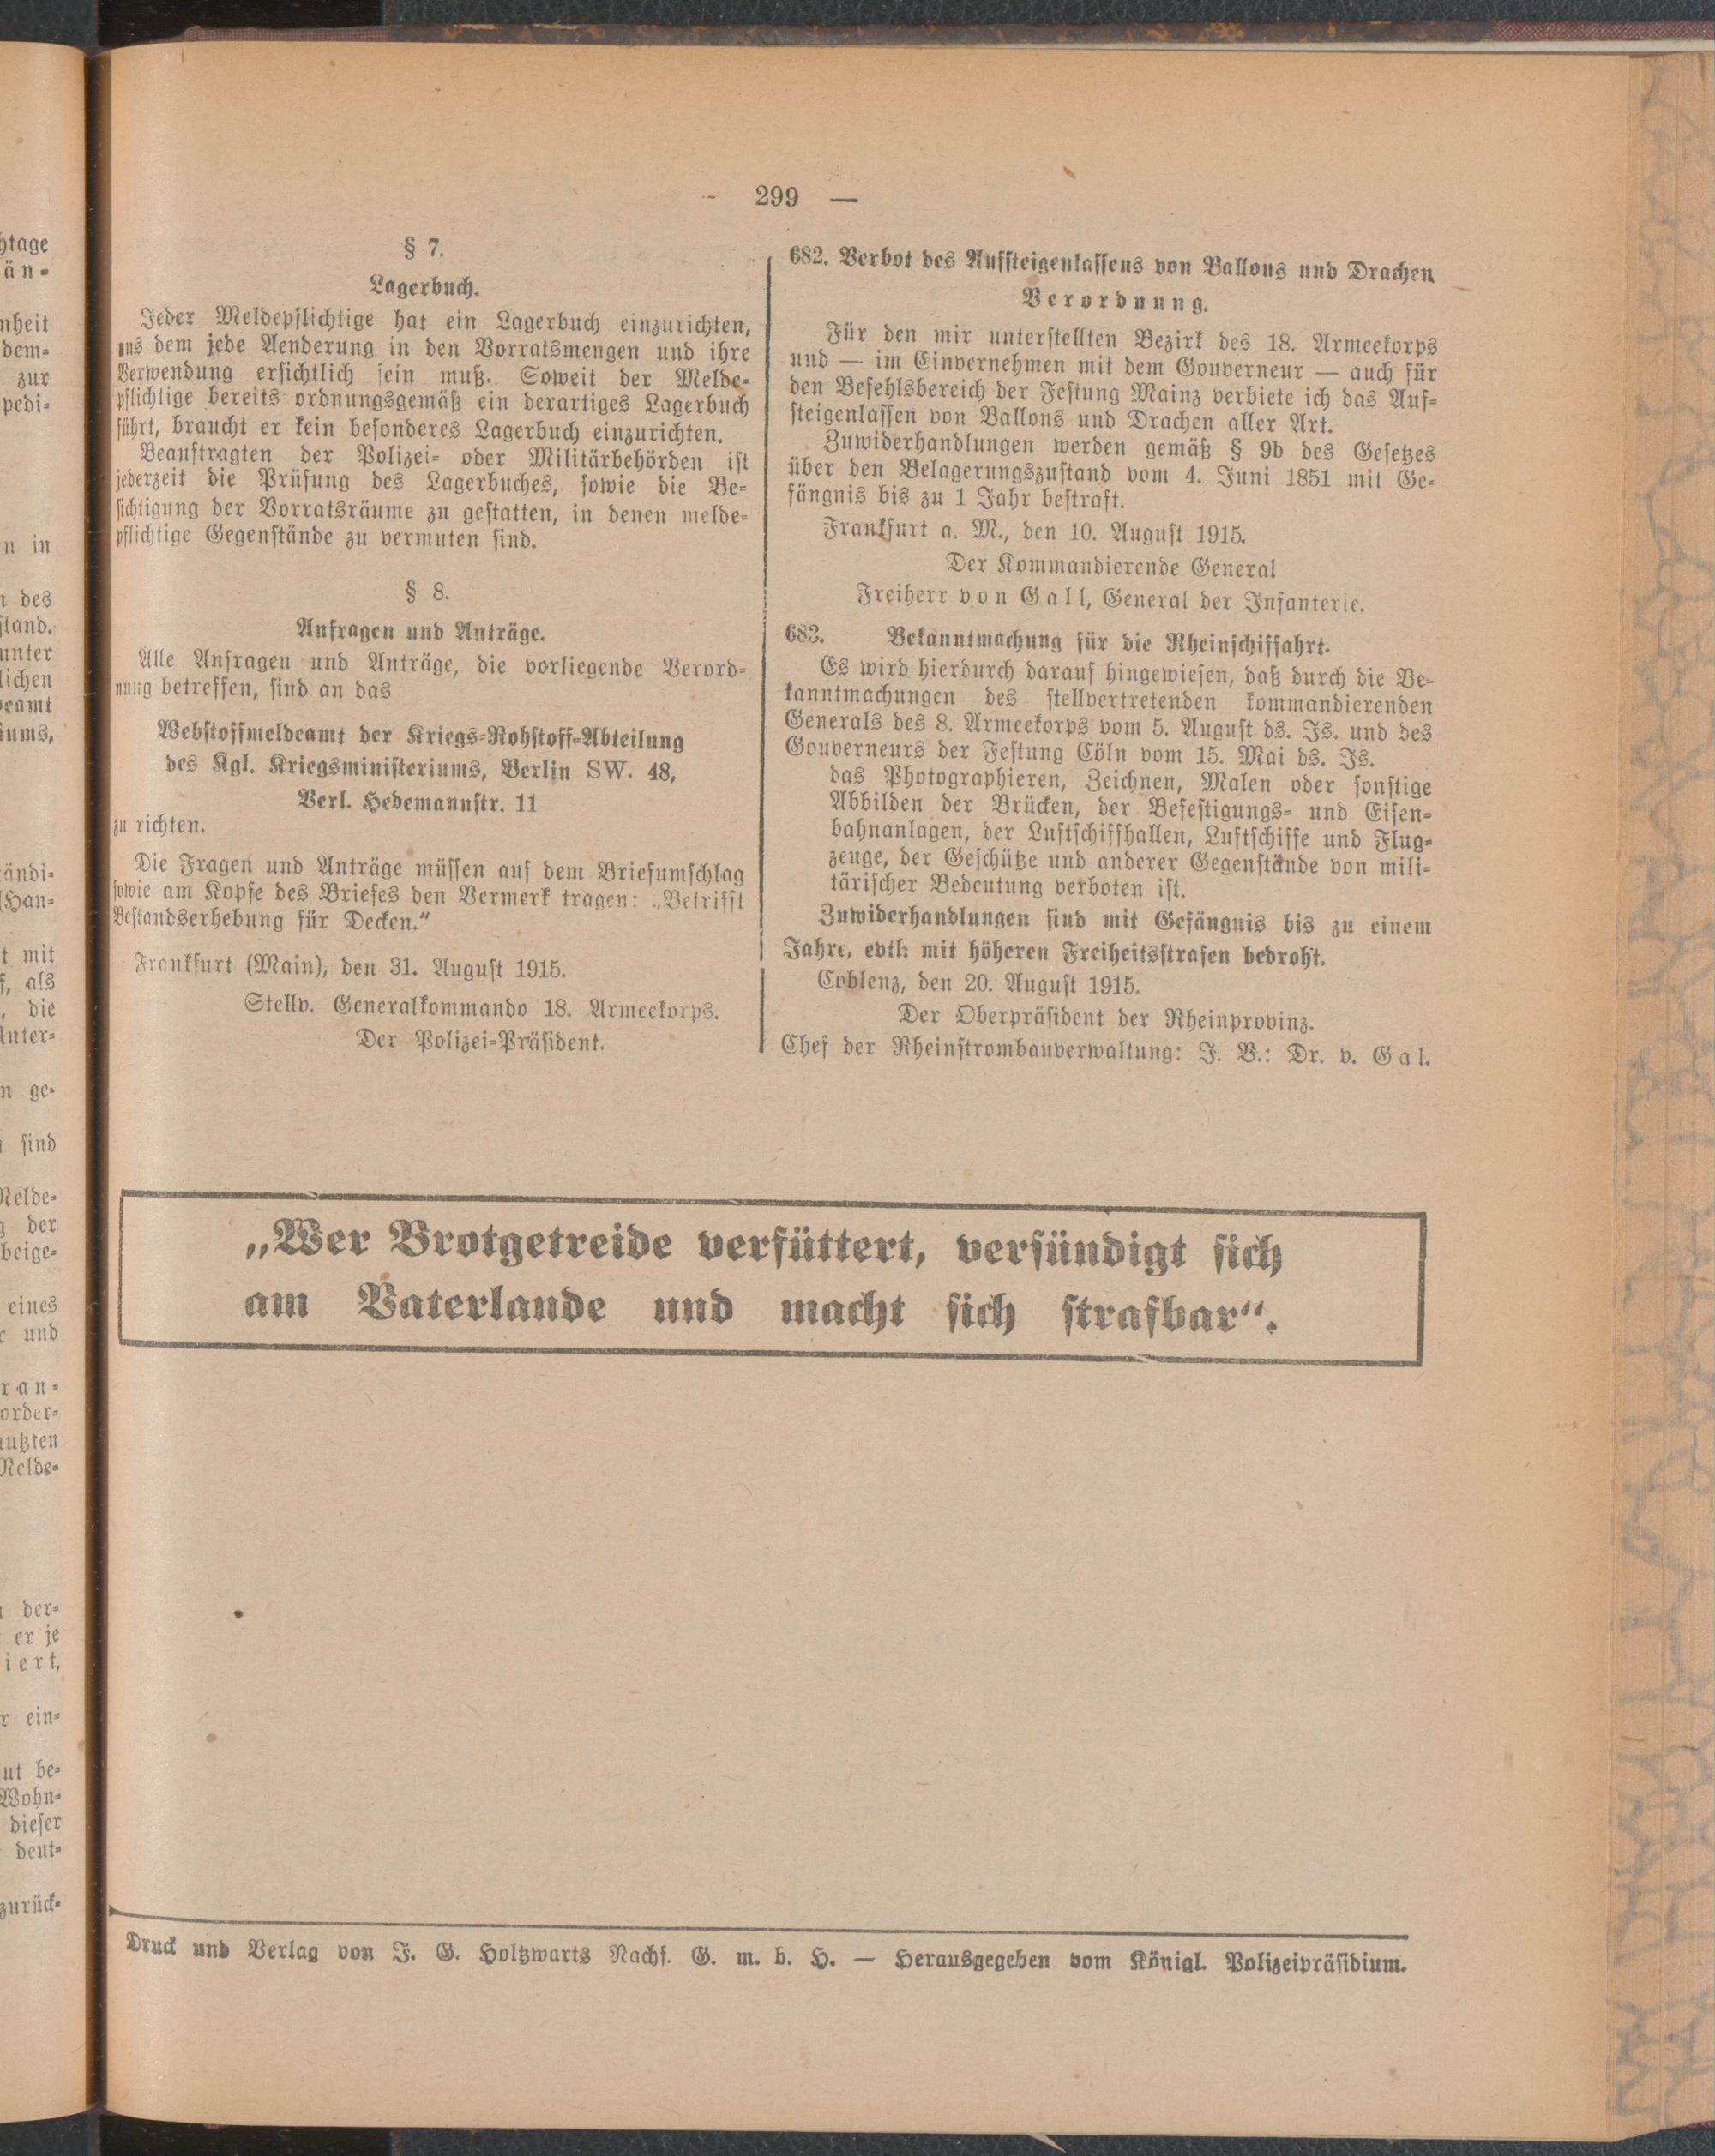 — 299 —
§ 7.
Lagerbuch.
Jeder Meldepflichtige hat ein Lagerbuch einzurichten,
aus dem jede Aenderung in den Vorratsmengen und ihre
Verwendung ersichtlich sein muß. Soweit der Melde-
pflichtige bereits ordnungsgemäß ein derartiges Lagerbuch
führt, braucht er kein besonderes Lagerbuch einzurichten.
Beauftragten der Polizei- oder Militärbehörden ist
jederzeit die Prüfung des Lagerbuches, sowie die Be-
sichtigung der Vorratsräume zu gestatten, in denen melde-
pflichtige Gegenstände zu vermuten sind.
§ 8.
Anfragen und Anträge.
Alle Anfragen und Anträge, die vorliegende Verord-
nung betreffen, sind an das
Webstoffmeldeamt der Kriegs-Rohstoff-Abteilung
des Kgl. Kriegsministeriums, Berlin SW. 48,
Verl. Hedemannstr. 11
zu richten.
Die Fragen und Anträge müssen auf dem Briefumschlag
sowie am Kopfe des Briefes den Vermerk tragen: „Betrifft
Bestandserhebung für Decken.“
Frankfurt (Main), den 31. August 1915.
Stellv. Generalkommando 18. Armeekorps.
Der Polizei-Präsident.
682. Verbot des Aufsteigenlassens von Ballons und Drachen
Verordnung.
Für den mir unterstellten Bezirk des 18. Armeekorps
und — im Einvernehmen mit dem Gouverneur — auch für
den Befehlsbereich der Festung Mainz verbiete ich das Auf-
steigenlassen von Ballons und Drachen aller Art.
Zuwiderhandlungen werden gemäß § 9b des Gesetzes
über den Belagerungszustand vom 4. Juni 1851 mit Ge-
fängnis bis zu 1 Jahr bestraft.
Frankfurt a. M., den 10. August 1915.
Der Kommandierende General
Freiherr von Gall, General der Infanterie.
683. Bekanntmachung für die Rheinschiffahrt.
Es wird hierdurch darauf hingewiesen, daß durch die Be-
kanntmachungen des stellvertretenden kommandierenden
Generals des 8. Armeekorps vom 5. August ds. Js. und des
Gouverneurs der Festung Cöln vom 15. Mai ds. Js.
das Photographieren, Zeichnen, Malen oder sonstige
Abbilden der Brücken, der Befestigungs- und Eisen-
bahnanlagen, der Luftschiffhallen, Luftschiffe und Flug-
zeuge, der Geschütze und anderer Gegenstände von mili-
tärischer Bedeutung verboten ist.
Zuwiderhandlungen sind mit Gefängnis bis zu einem
Jahre, evtl. mit höheren Freiheitsstrafen bedroht.
Coblenz, den 20. August 1915.
Der Oberpräsident der Rheinprovinz.
Chef der Rheinstrombauverwaltung: J. V.: Dr. v. Gal.
„Wer Brotgetreide verfüttert, versündigt sich
am Vaterlande und macht sich strafbar“.
Druck und Verlag von J. G. Holtzwarts Nachf. G. m. b. H. — Herausgegeben vom Königl. Polizeipräsidium.